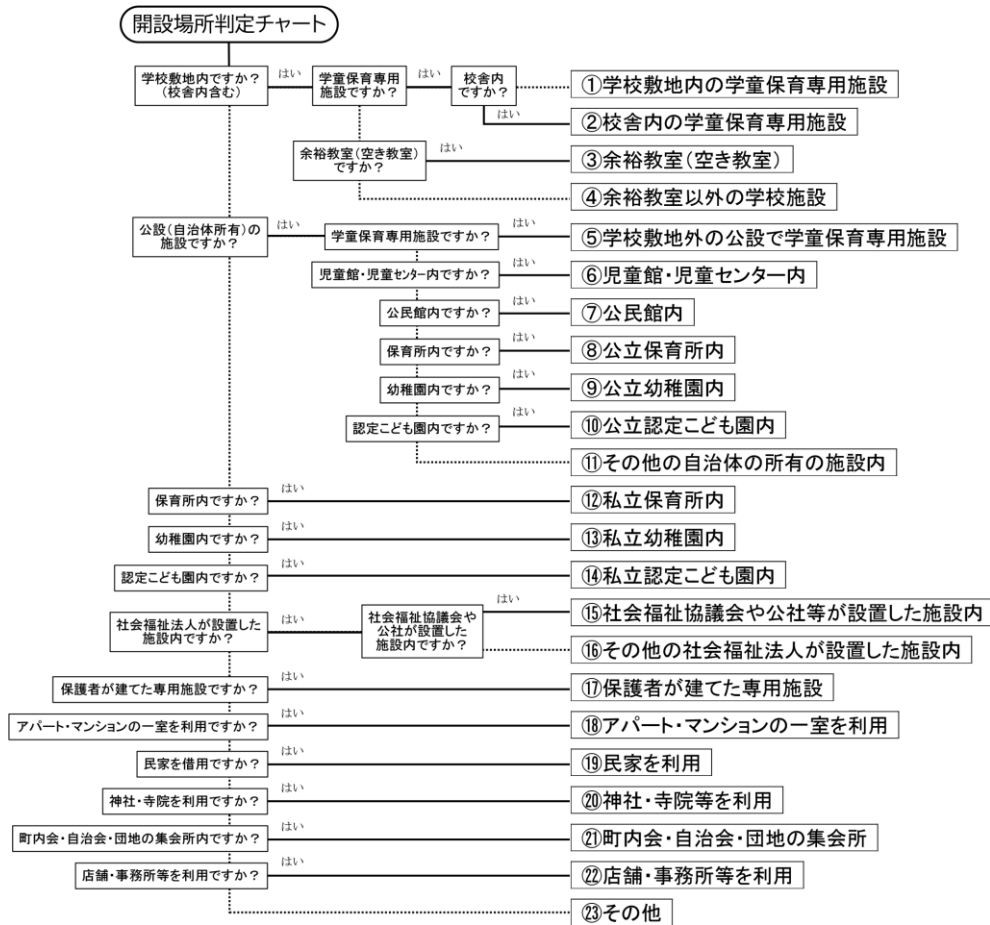 開設場所判定チャート
学校敷地内ですか？
（校舎内含む）
はい
学童保育専用
施設ですか？
はい
校舎内
ですか？
①学校敷地内の学童保育専用施設
はい
②校舎内の学童保育専用施設
余裕教室（空き教室）
ですか？
はい
③余裕教室（空き教室）
④余裕教室以外の学校施設
公設（自治体所有）の
施設ですか？
はい
学童保育専用施設ですか？
はい
⑤学校敷地外の公設で学童保育専用施設
児童館・児童センター内ですか？
はい
⑥児童館・児童センター内
公民館内ですか？
はい
⑦公民館内
保育所内ですか？
はい
⑧公立保育所内
幼稚園内ですか？
はい
⑨公立幼稚園内
認定こども園内ですか？
はい
⑩公立認定こども園内
⑪その他の自治体の所有の施設内
保育所内ですか？
はい
⑫私立保育所内
幼稚園内ですか？
はい
⑬私立幼稚園内
認定こども園内ですか？
はい
⑭私立認定こども園内
社会福祉法人が設置した
施設内ですか？
はい
社会福祉協議会や
公社が設置した
施設内ですか？
はい
⑮社会福祉協議会や公社等が設置した施設内
⑯その他の社会福祉法人が設置した施設内
保護者が建てた専用施設ですか？
はい
⑰保護者が建てた専用施設
アパート・マンションの一室を利用ですか？
はい
⑱アパート・マンションの一室を利用
民家を借用ですか？
はい
⑲民家を利用
神社・寺院を利用ですか？
はい
⑳神社・寺院等を利用
町内会・自治会・団地の集会所内ですか？
はい
㉑町内会・自治会・団地の集会所
店舗・事務所等を利用ですか？
はい
㉒店舗・事務所等を利用
㉓その他